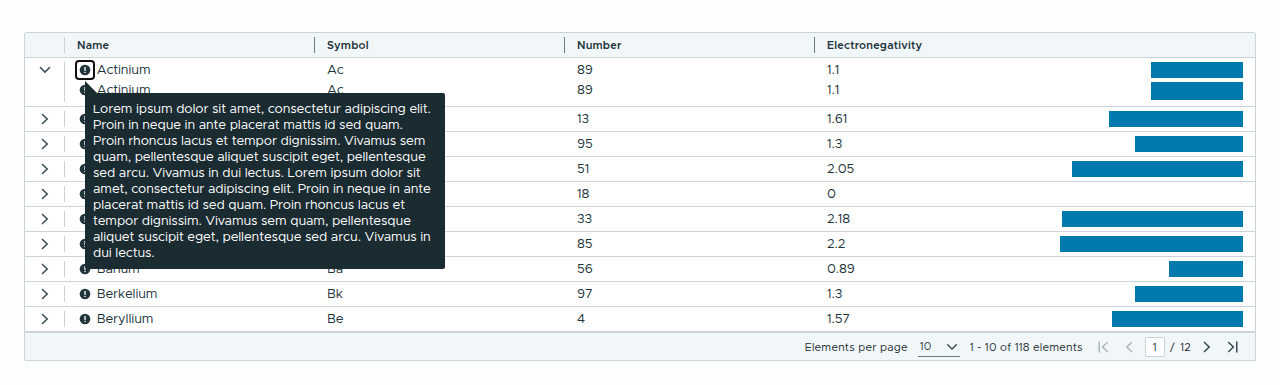 Name Symbol Number Electronegativity
Actinium Ac 89 1.1
Actinium Ac 89 1.1
Lorem ipsum dolor sit amet, consectetur adipiscing elit.
Proin in neque in ante placerat mattis id sed quam.
Proin rhoncus lacus et tempor dignissim. Vivamus sem
quam, pellentesque aliquet suscipit eget, pellentesque
sed arcu. Vivamus in dui lectus. Lorem ipsum dolor sit
amet, consectetur adipiscing elit. Proin in neque in ante
placerat mattis id sed quam. Proin rhoncus lacus et
tempor dignissim. Vivamus sem quam, pellentesque
aliquet suscipit eget, pellentesque sed arcu. Vivamus in
dui lectus.
13 1.61
95 1.3
51 2.05
18 0
33 2.18
85 2.2
Barium Ba 56 0.89
Berkelium Bk 97 1.3
Beryllium Be 4 1.57
Elements per page 10 1 - 10 of 118 elements 1 / 12